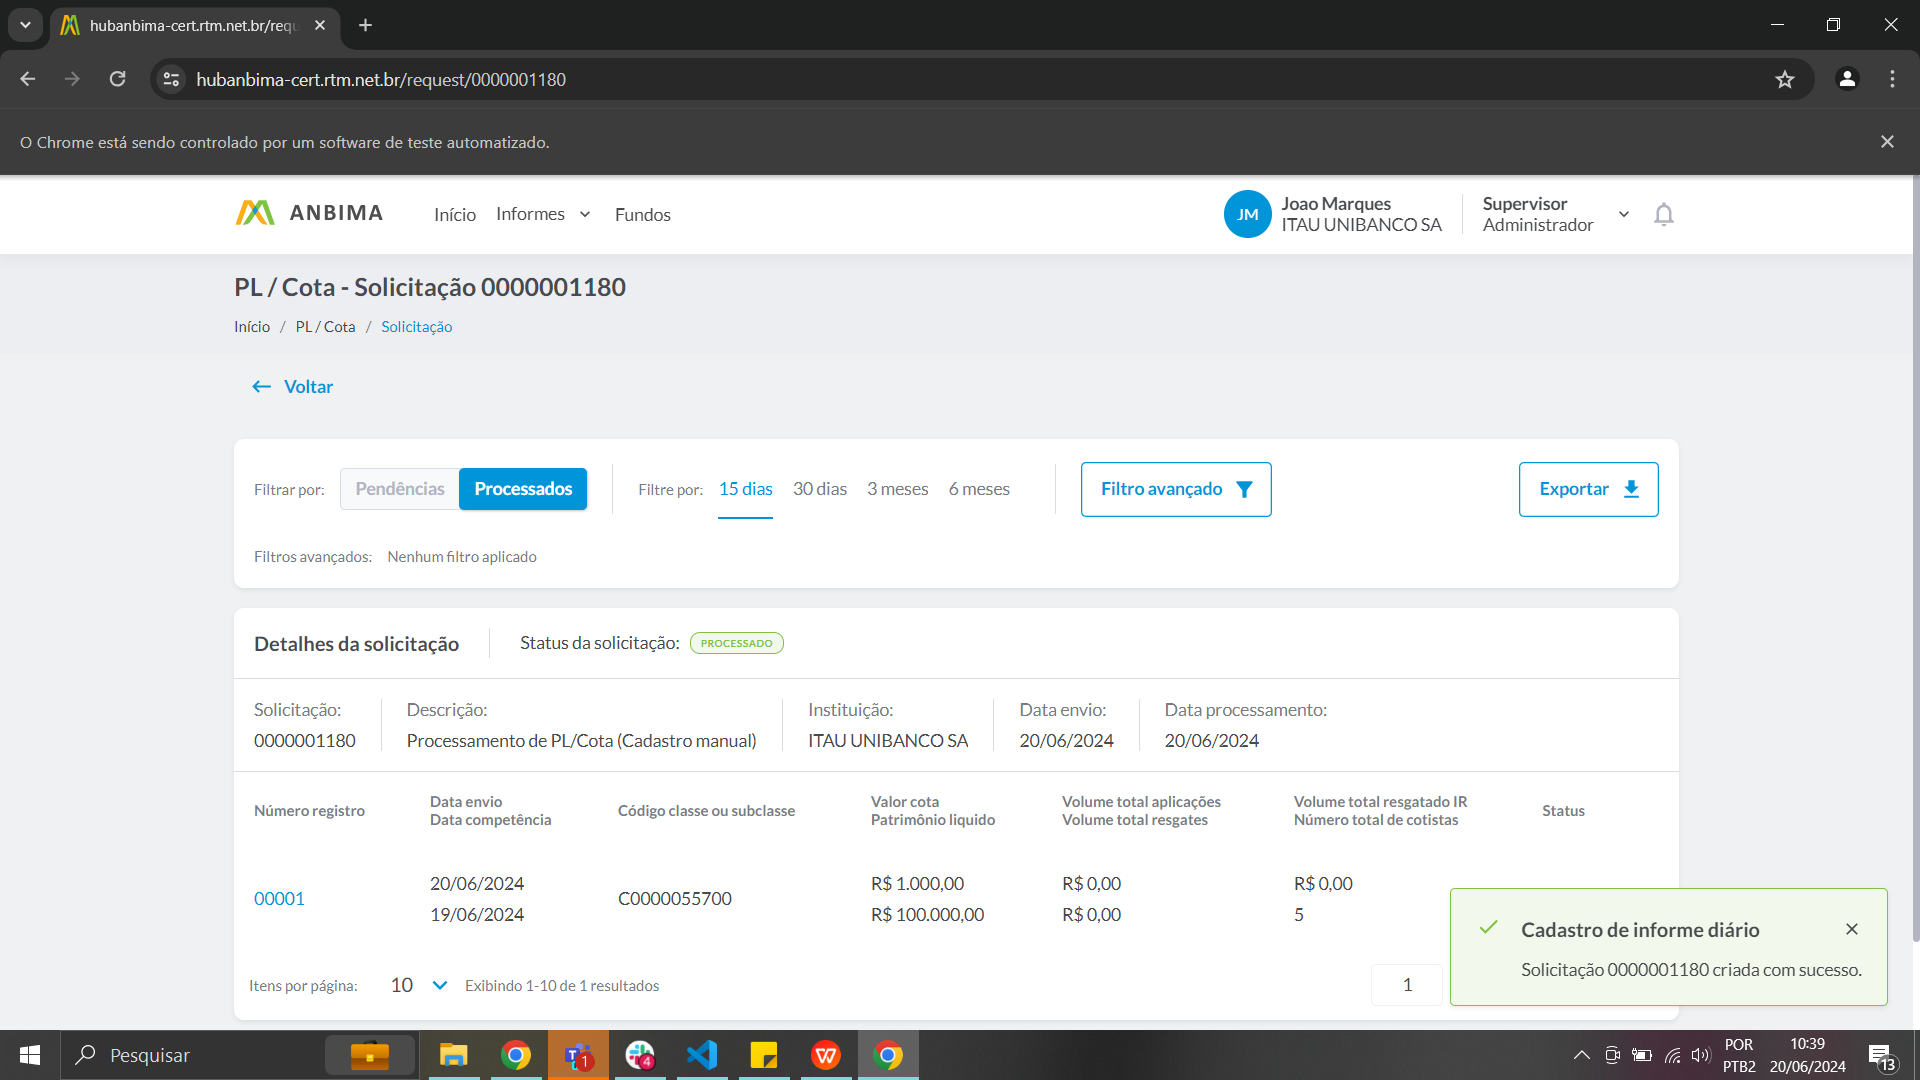 hubanbima-cert.rtm.net.br/requ
hubanbima-cert.rtm.net.br/request/0000001180
O Chrome está sendo controlado por um software de teste automatizado.
ANBIMA
Início
Informes
Fundos
JM
Joao Marques
ITAU UNIBANCO SA
Supervisor
Administrador
PL / Cota - Solicitação 0000001180
Início / PL / Cota / Solicitação
Voltar
Filtrar por:
Pendências
Processados
Filtre por:
15 dias
30 dias
3 meses
6 meses
Filtro avançado
Exportar
Filtros avançados: Nenhum filtro aplicado
Detalhes da solicitação
Status da solicitação: PROCESSADO
Solicitação:
0000001180
Descrição:
Processamento de PL/Cota (Cadastro manual)
Instituição:
ITAU UNIBANCO SA
Data envio:
20/06/2024
Data processamento:
20/06/2024
Número registro
Data envio
Data competência
Código classe ou subclasse
Valor cota
Patrimônio liquido
Volume total aplicações
Volume total resgates
Volume total resgatado IR
Número total de cotistas
Status
00001
20/06/2024
19/06/2024
C0000055700
R$ 1.000,00
R$ 100.000,00
R$ 0,00
R$ 0,00
R$ 0,00
5
Cadastro de informe diário
Solicitação 0000001180 criada com sucesso.
Itens por página: 10
Exibindo 1-10 de 1 resultados
1
Pesquisar
1
4
POR
PTB2
10:39
20/06/2024
13